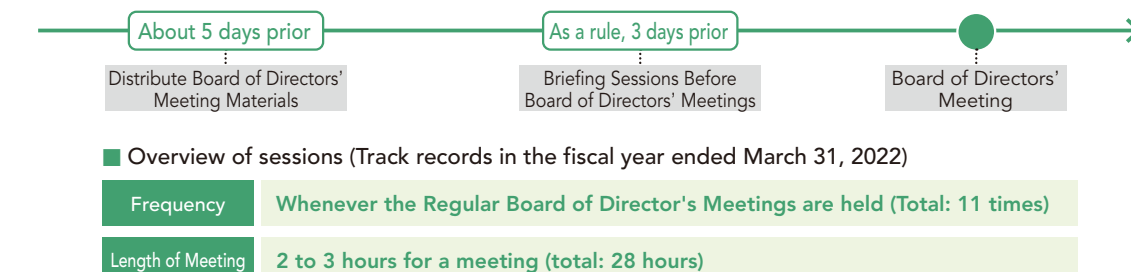 About 5 days prior
As a rule, 3 days prior
Distribute Board of Directors’
Meeting Materials
Briefing Sessions Before
Board of Directors’ Meetings
Board of Directors’
Meeting
Overview of sessions (Track records in the fiscal year ended March 31, 2022)
Frequency
Whenever the Regular Board of Director's Meetings are held (Total: 11 times)
Length of Meeting
2 to 3 hours for a meeting (total: 28 hours)